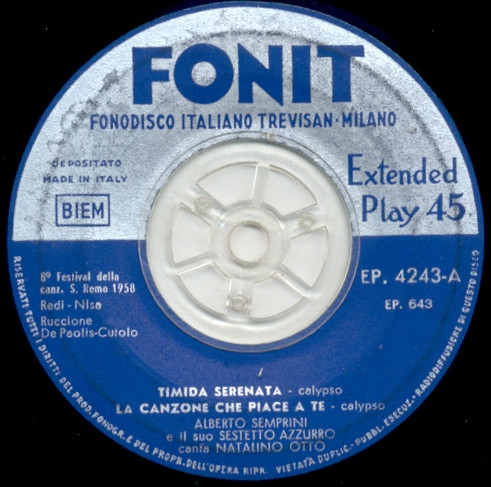 FONIT
FONODISCO ITALIANO TREVISAN · MILANO
DEPOSITATO
MADE IN ITALY
BIEM
Extended
Play 45
8º Festival della
canz. S. Remo 1958
Redi - Nisa
Ruccione
De Paolis-Cutolo
EP. 4243-A
EP. 643
TIMIDA SERENATA - calypso
LA CANZONE CHE PIACE A TE - calypso
ALBERTO SEMPRINI
e il suo SESTETTO AZZURRO
canta NATALINO OTTO
RISERVATI TUTTI I DIRITTI DEL PROD. FONOGR. E DEL PROPR. DELL'OPERA RIPR. VIETATA DUPLIC. - PUBBL. ESECUZ. - RADIODIFFUSIONE DI QUESTO DISCO